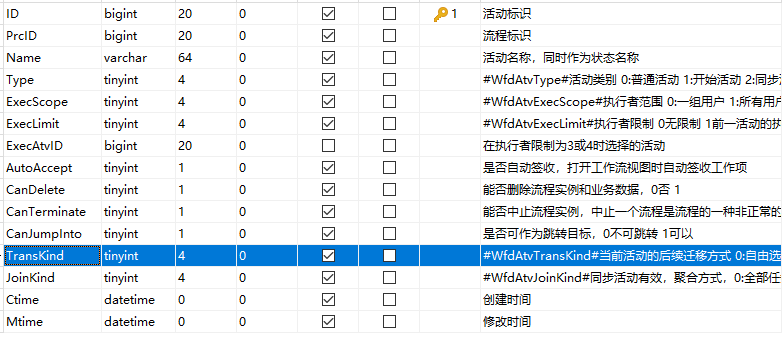 ID bigint 20 0 1 活动标识
PrcID bigint 20 0 流程标识
Name varchar 64 0 活动名称，同时作为状态名称
Type tinyint 4 0 #WfdAtvType#活动类别 0:普通活动 1:开始活动 2:同步
ExecScope tinyint 4 0 #WfdAtvExecScope#执行者范围 0:一组用户 1:所有用户
ExecLimit tinyint 4 0 #WfdAtvExecLimit#执行者限制 0无限制 1前一活动的执
ExecAtvID bigint 20 0 在执行者限制为3或4时选择的活动
AutoAccept tinyint 1 0 是否自动签收，打开工作流视图时自动签收工作项
CanDelete tinyint 1 0 能否删除流程实例和业务数据，0否 1
CanTerminate tinyint 1 0 能否中止流程实例，中止一个流程是流程的一种非正常的
CanJumpInto tinyint 1 0 是否可作为跳转目标，0不可跳转 1可以
TransKind tinyint 4 0 #WfdAtvTransKind#当前活动的后续迁移方式 0:自由选
JoinKind tinyint 4 0 #WfdAtvJoinKind#同步活动有效，聚合方式，0:全部任
Ctime datetime 0 0 创建时间
Mtime datetime 0 0 修改时间